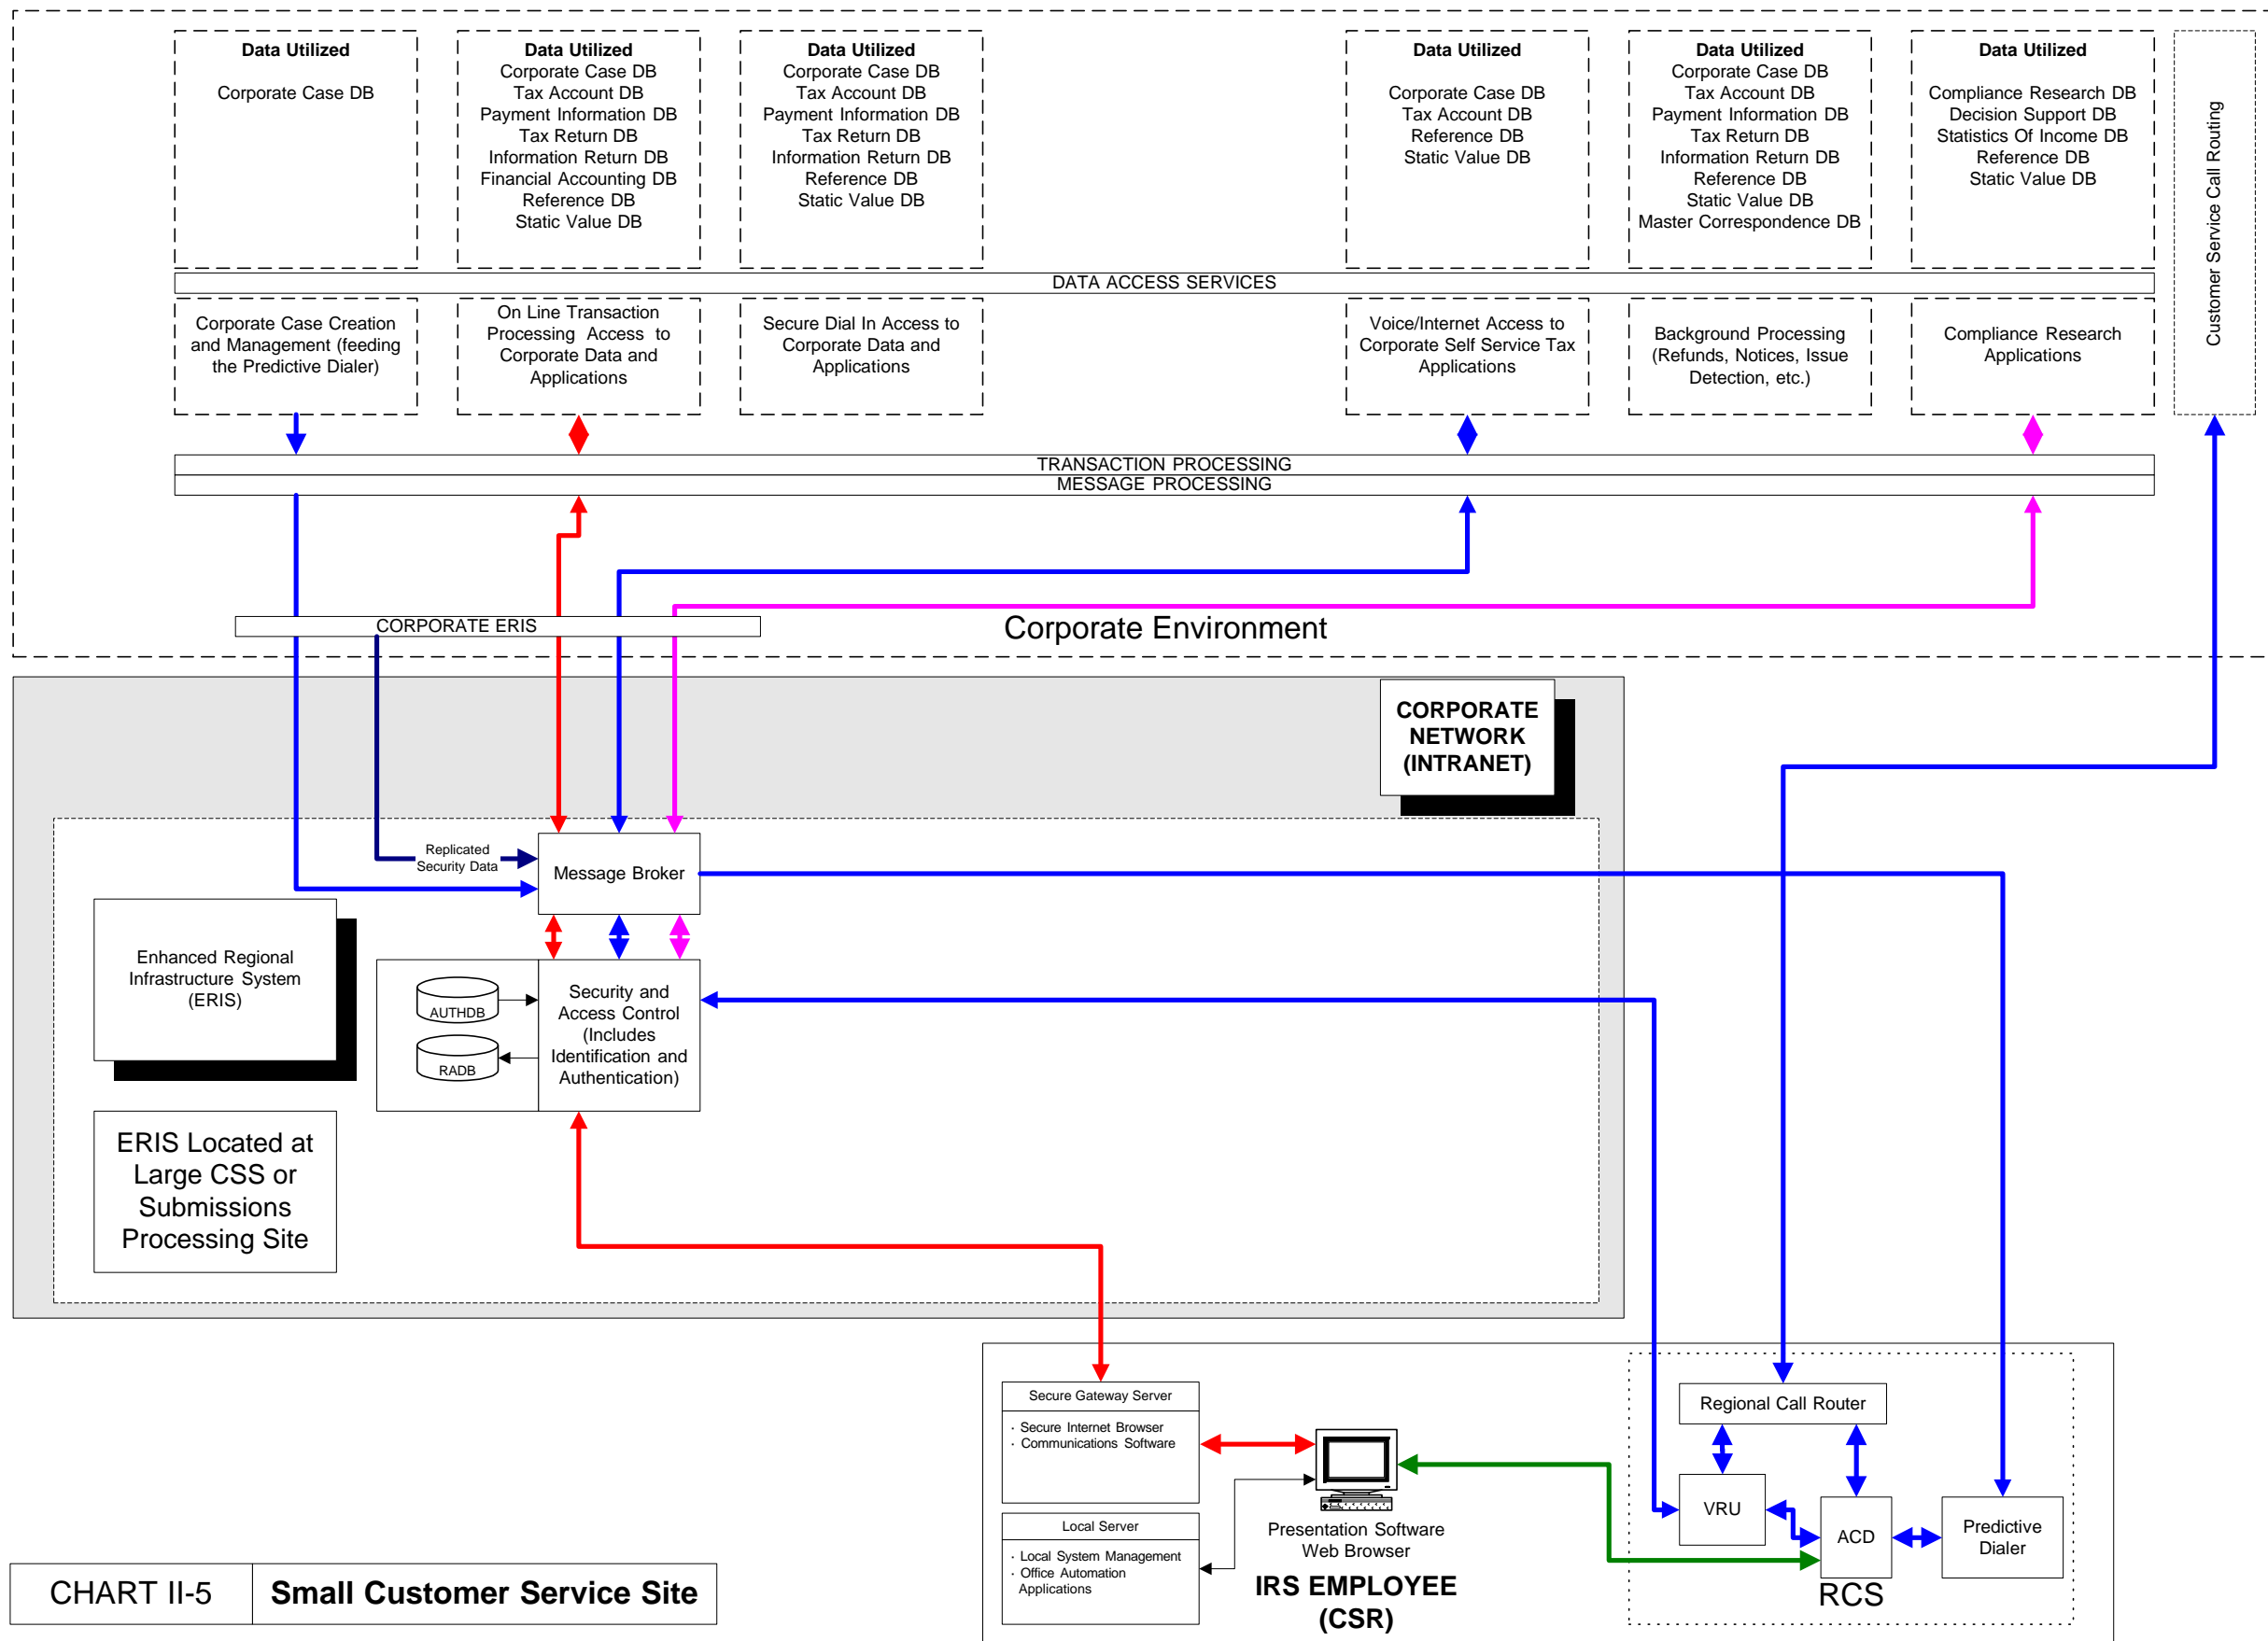 Data Utilized
Corporate Case DB
Data Utilized
Corporate Case DB
Tax Account DB
Payment Information DB
Tax Return DB
Information Return DB
Financial Accounting DB
Reference DB
Static Value DB
Data Utilized
Corporate Case DB
Tax Account DB
Payment Information DB
Tax Return DB
Information Return DB
Reference DB
Static Value DB
Data Utilized
Corporate Case DB
Tax Account DB
Reference DB
Static Value DB
Data Utilized
Corporate Case DB
Tax Account DB
Payment Information DB
Tax Return DB
Information Return DB
Reference DB
Static Value DB
Master Correspondence DB
Data Utilized
Compliance Research DB
Decision Support DB
Statistics Of Income DB
Reference DB
Static Value DB
Customer Service Call Routing
DATA ACCESS SERVICES
Corporate Case Creation
and Management (feeding
the Predictive Dialer)
On Line Transaction
Processing Access to
Corporate Data and
Applications
Secure Dial In Access to
Corporate Data and
Applications
Voice/Internet Access to
Corporate Self Service Tax
Applications
Background Processing
(Refunds, Notices, Issue
Detection, etc.)
Compliance Research
Applications
TRANSACTION PROCESSING
MESSAGE PROCESSING
CORPORATE ERIS
Corporate Environment
CORPORATE
NETWORK
(INTRANET)
Replicated
Security Data
Message Broker
Enhanced Regional
Infrastructure System
(ERIS)
AUTHDB
RADB
Security and
Access Control
(Includes
Identification and
Authentication)
ERIS Located at
Large CSS or
Submissions
Processing Site
Secure Gateway Server
· Secure Internet Browser
· Communications Software
Local Server
· Local System Management
· Office Automation
Applications
Presentation Software
Web Browser
IRS EMPLOYEE
(CSR)
Regional Call Router
VRU
ACD
Predictive
Dialer
RCS
CHART II-5
Small Customer Service Site